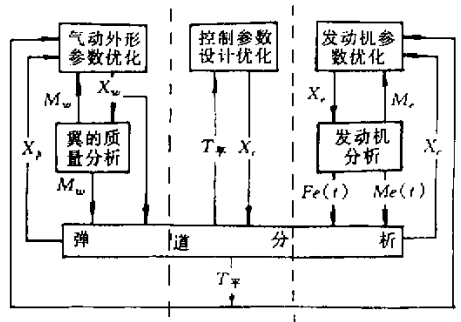 气动外形
参数优化
控制参数
设计优化
发动机参
数优化
M_w
X_w
X_e
M_e
X_p
翼的质
量分析
T_平
X_c
发动机
分析
X_c
M_w
Fe(t)
Me(t)
弹 道 分 析
T_平